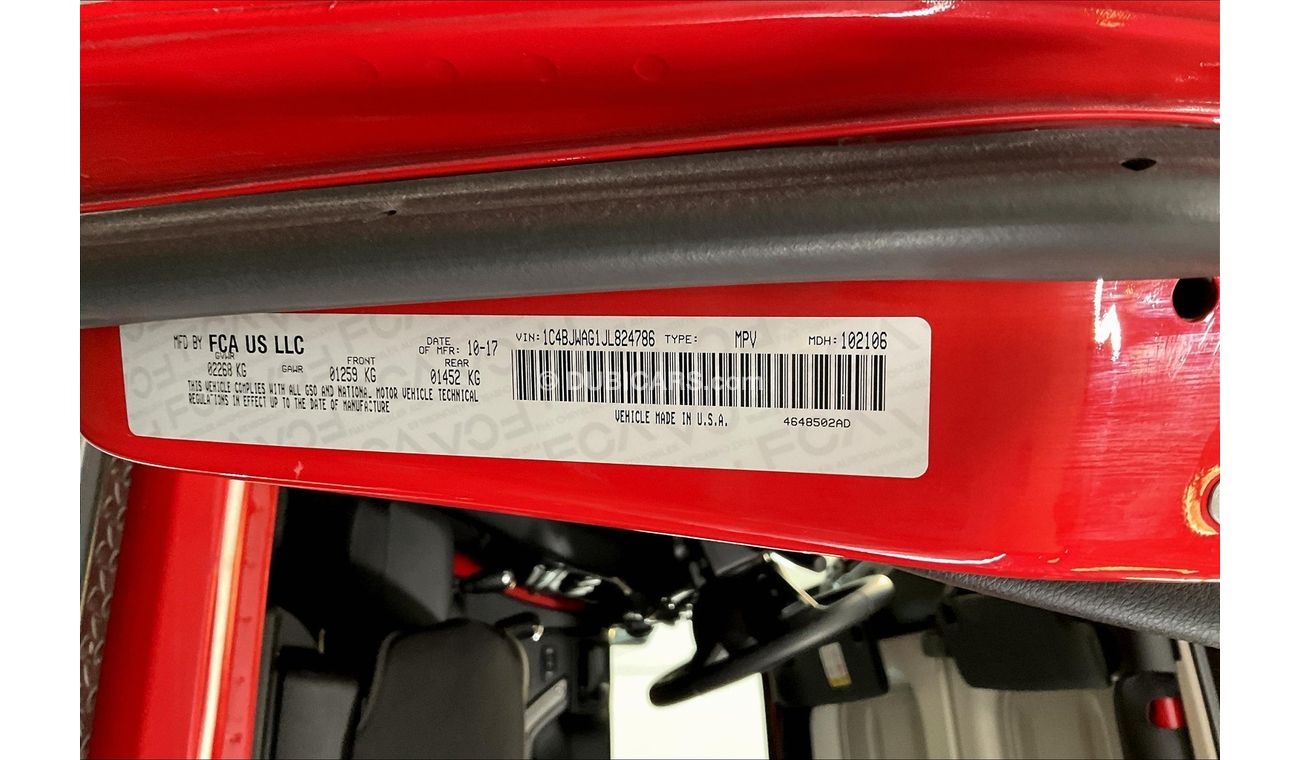 MFD BY FCA US LLC
DATE OF MFR: 10-17
GVWR
02268 KG
GAWR
FRONT
01259 KG
REAR
01452 KG
THIS VEHICLE COMPLIES WITH ALL GSO AND NATIONAL MOTOR VEHICLE TECHNICAL
REGULATIONS IN EFFECT UP TO THE DATE OF MANUFACTURE
VIN: 1C4BJWAG1JL824786 TYPE: MPV MDH: 102106
© DUBICARS.com
VEHICLE MADE IN U.S.A. 4648502AD